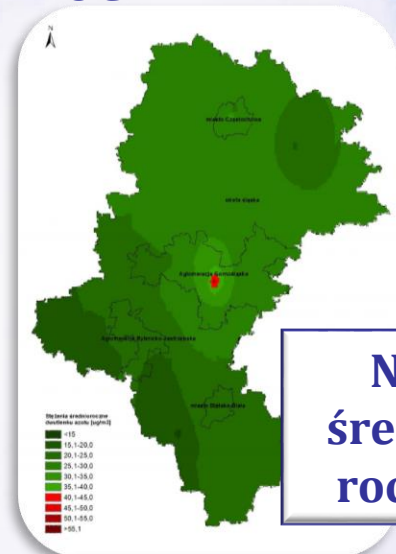 N
miasto Częstochowa
strefa śląska
Aglomeracja Górnośląska
Aglomeracja Rybnicko-Jastrzębska
miasto Bielsko-Biała
Stężenia średnioroczne
dwutlenku azotu [ug/m3]
<15
15,1-20,0
20,1-25,0
25,1-30,0
30,1-35,0
35,1-40,0
40,1-45,0
45,1-50,0
50,1-55,0
>55,1
N
śre
roc